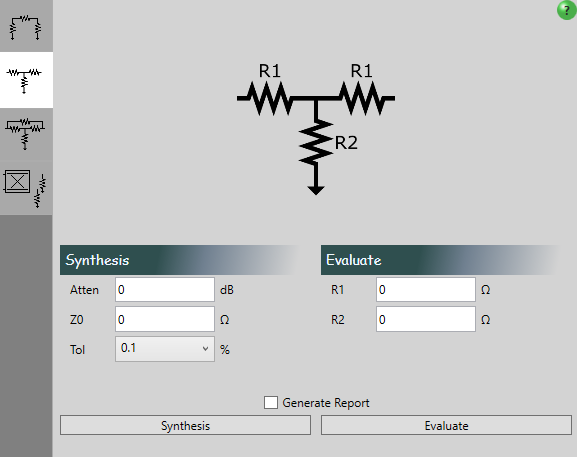 ?
R1 R1
R2
Synthesis Evaluate
Atten 0 dB R1 0 Ω
Z0 0 Ω R2 0 Ω
Tol 0.1 %
Generate Report
Synthesis Evaluate